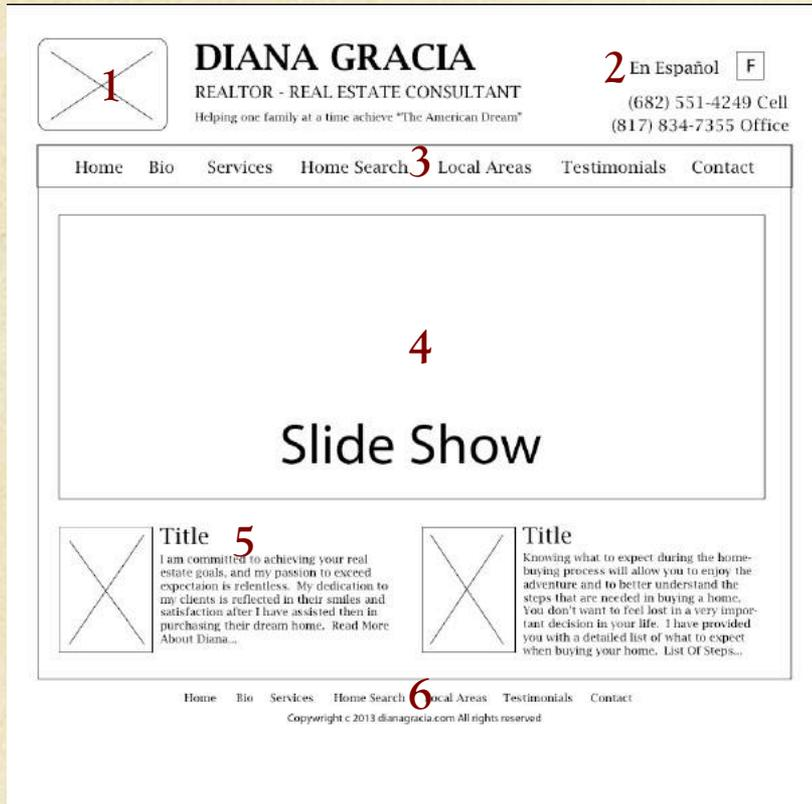 1
DIANA GRACIA
REALTOR - REAL ESTATE CONSULTANT
Helping one family at a time achieve "The American Dream"
2 En Español F
(682) 551-4249 Cell
(817) 834-7355 Office
Home Bio Services Home Search 3 Local Areas Testimonials Contact
4
Slide Show
Title 5
I am committed to achieving your real
estate goals, and my passion to exceed
expectaion is relentless. My dedication to
my clients is reflected in their smiles and
satisfaction after I have assisted then in
purchasing their dream home. Read More
About Diana...
Title
Knowing what to expect during the home-
buying process will allow you to enjoy the
adventure and to better understand the
steps that are needed in buying a home.
You don't want to feel lost in a very impor-
tant decision in your life. I have provided
you with a detailed list of what to expect
when buying your home. List Of Steps...
Home Bio Services Home Search 6 Local Areas Testimonials Contact
Copywright c 2013 dianagracia.com All rights reserved